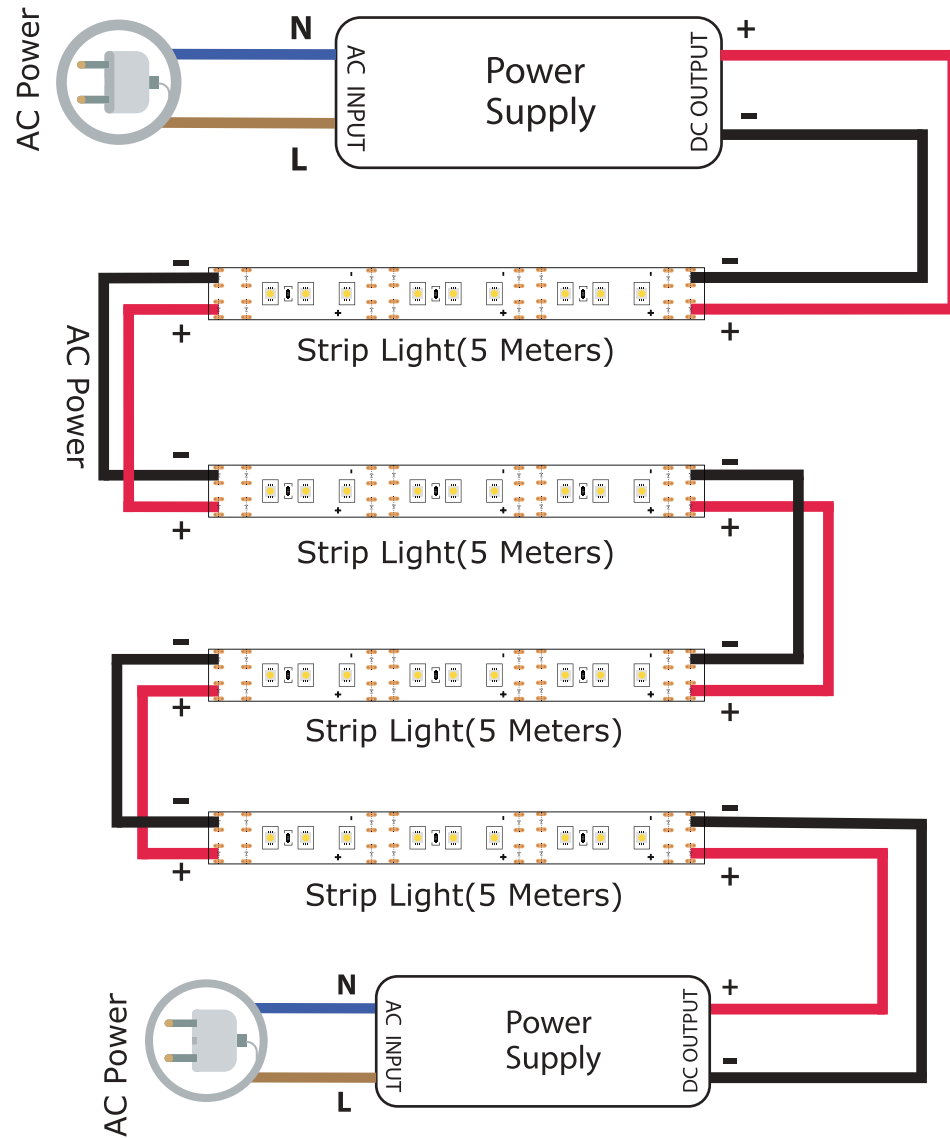 AC Power
N
L
AC INPUT
Power
Supply
DC OUTPUT
+
-
-
+
-
+
Strip Light(5 Meters)
AC Power
-
+
-
+
Strip Light(5 Meters)
-
+
-
+
Strip Light(5 Meters)
-
+
-
+
Strip Light(5 Meters)
AC Power
N
L
AC INPUT
Power
Supply
DC OUTPUT
+
-